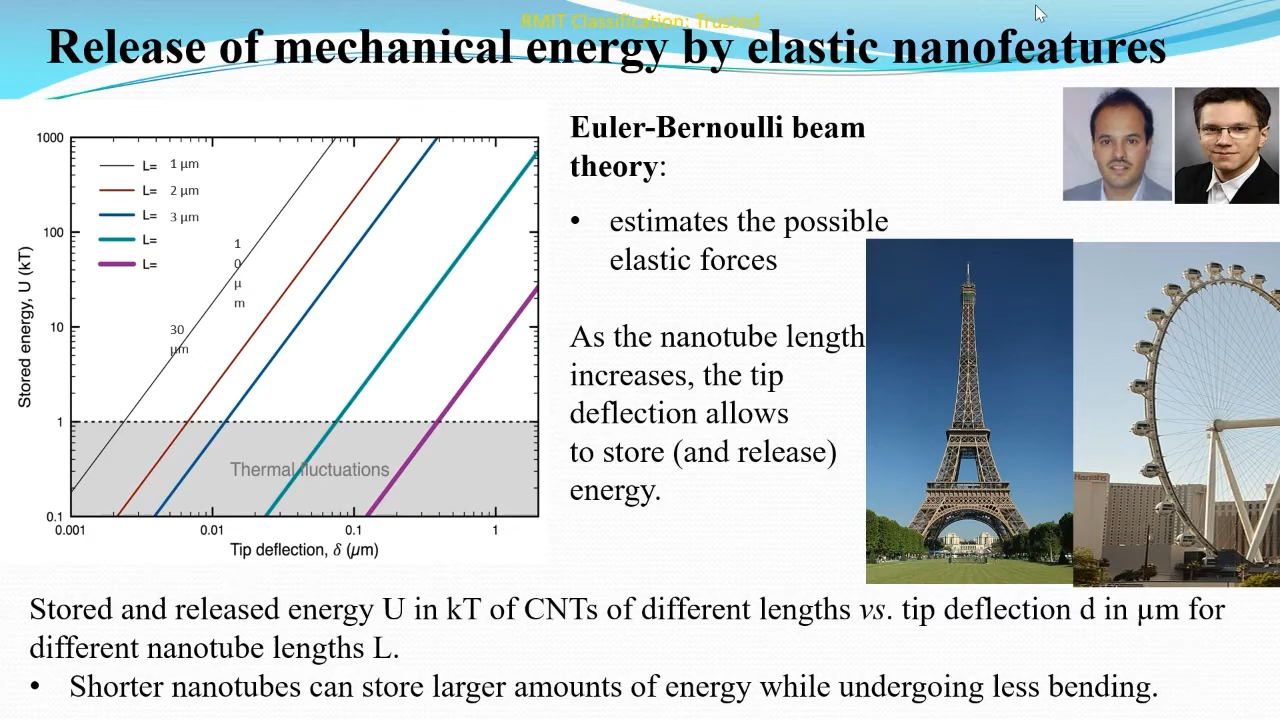 RMIT Classification: Trusted
Release of mechanical energy by elastic nanofeatures
1000
100
10
1
0.1
0.001
0.01
0.1
1
Stored energy, U (kT)
Tip deflection, δ (μm)
L= 1 μm
L= 2 μm
L= 3 μm
L=
L=
1
0
μ
m
30
μm
Thermal fluctuations
Euler-Bernoulli beam
theory:
• estimates the possible
elastic forces
As the nanotube length
increases, the tip
deflection allows
to store (and release)
energy.
Harrahs
Stored and released energy U in kT of CNTs of different lengths vs. tip deflection d in μm for
different nanotube lengths L.
• Shorter nanotubes can store larger amounts of energy while undergoing less bending.